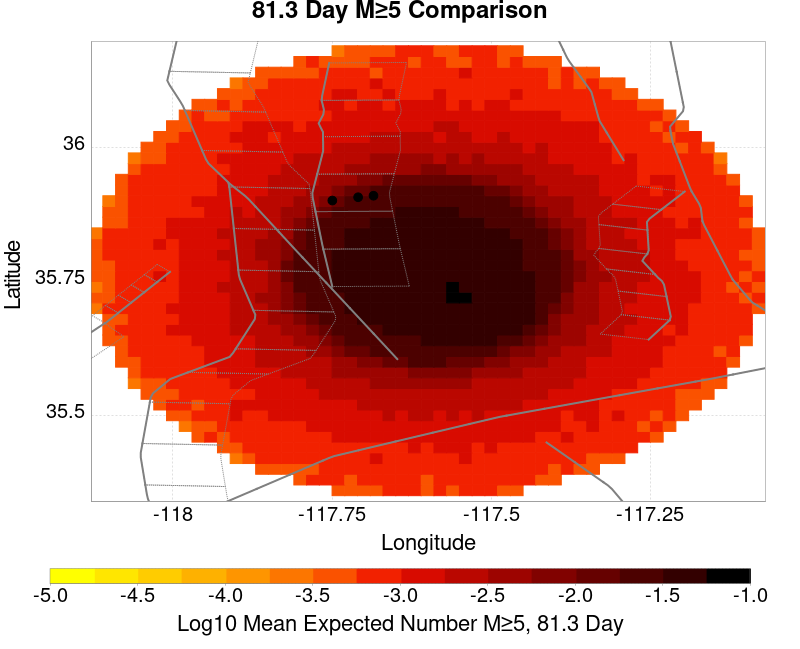 81.3 Day M≥5 Comparison
36
35.75
35.5
Latitude
-118 -117.75 -117.5 -117.25
Longitude
-5.0 -4.5 -4.0 -3.5 -3.0 -2.5 -2.0 -1.5 -1.0
Log10 Mean Expected Number M≥5, 81.3 Day